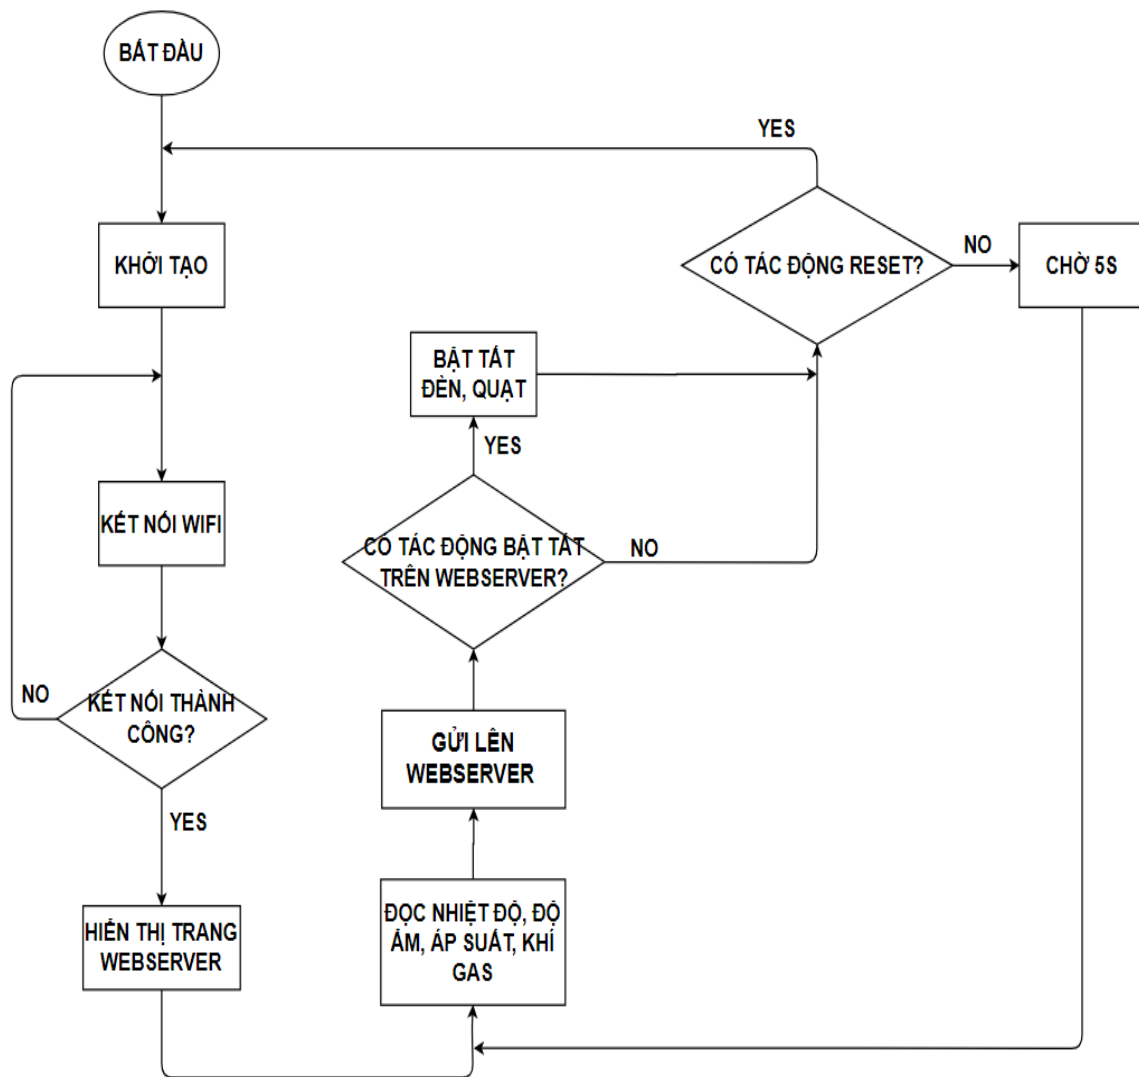 BẮT ĐẦU
YES
KHỞI TẠO
CÓ TÁC ĐỘNG RESET?
NO
CHỜ 5S
BẬT TẮT
ĐÈN, QUẠT
YES
KẾT NỐI WIFI
CÓ TÁC ĐỘNG BẬT TẮT
TRÊN WEBSERVER?
NO
KẾT NỐI THÀNH
CÔNG?
NO
YES
GỬI LÊN
WEBSERVER
HIỂN THỊ TRANG
WEBSERVER
ĐỌC NHIỆT ĐỘ, ĐỘ
ẨM, ÁP SUẤT, KHÍ
GAS